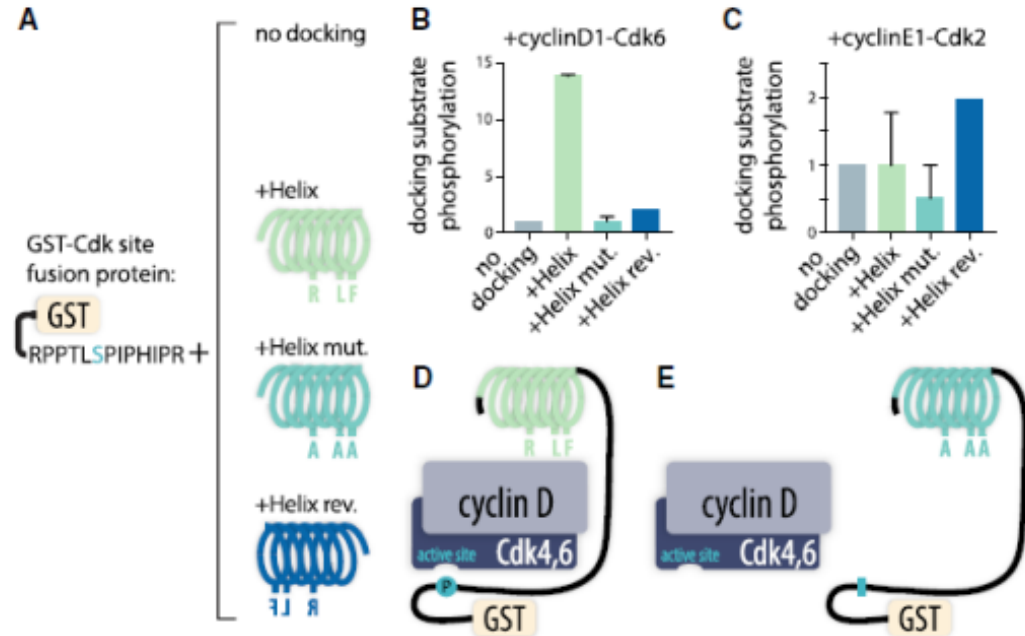 A
no docking
+Helix
R LF
GST-Cdk site
fusion protein:
GST
RPPTLSPIPHIPR +
+Helix mut.
A AA
+Helix rev.
FL R
B
+cyclinD1-Cdk6
docking substrate
phosphorylation
15
10
5
0
no
docking
+Helix
+Helix mut.
+Helix rev.
C
+cyclinE1-Cdk2
docking substrate
phosphorylation
2
1
0
no
docking
+Helix
+Helix mut.
+Helix rev.
D
R LF
cyclin D
active site Cdk4,6
P
GST
E
A AA
cyclin D
active site Cdk4,6
GST